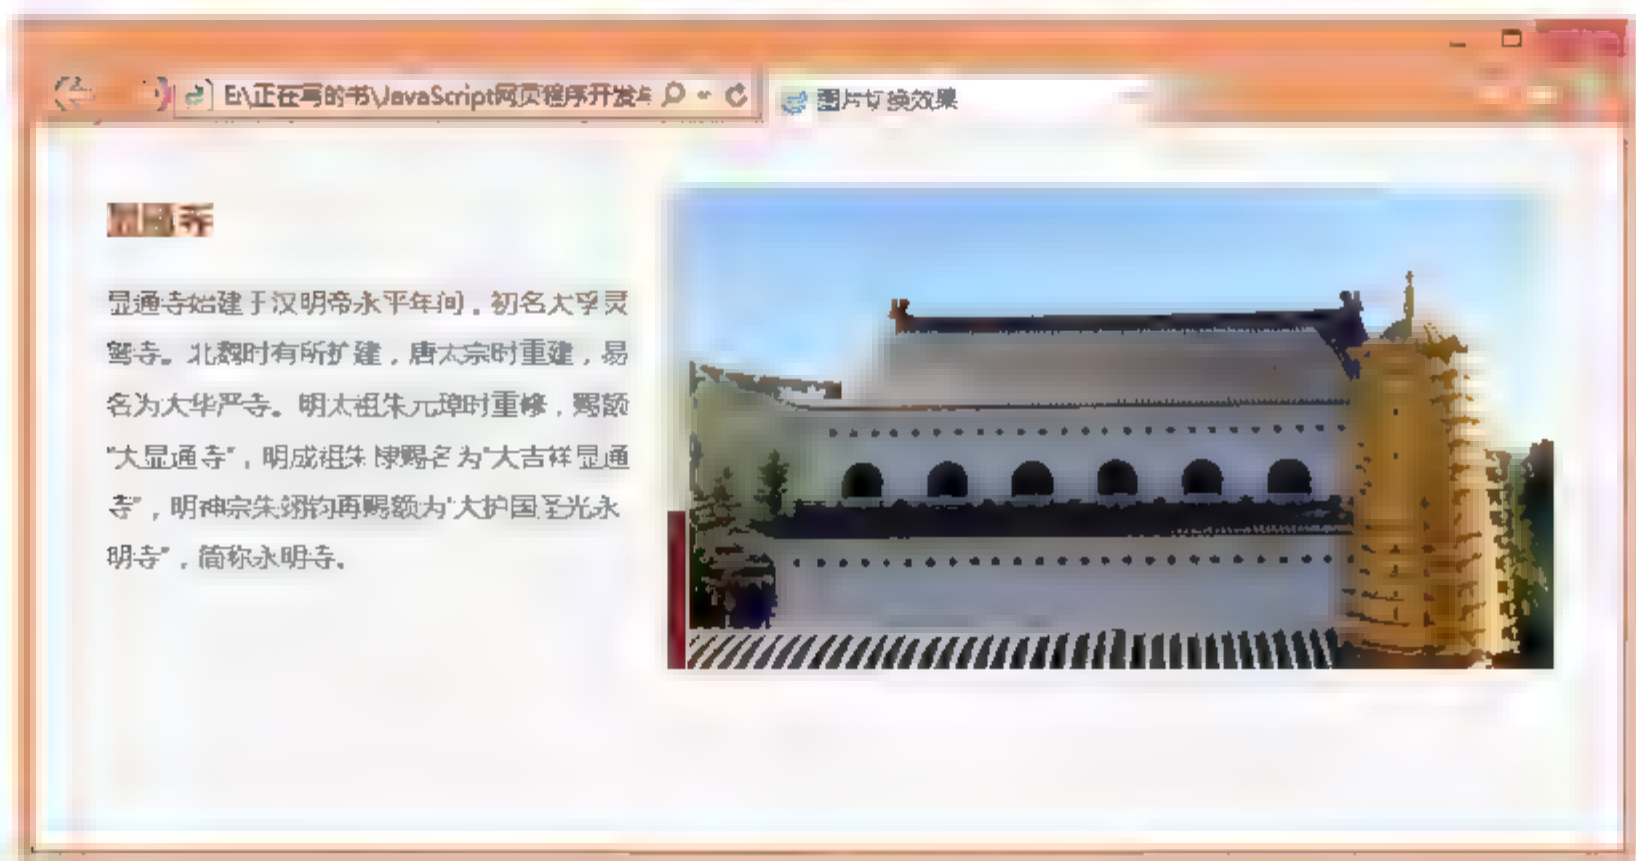 E:\正在写的书\JavaScript网页程序开发与
图片切换效果
显通寺
显通寺始建于汉明帝永平年间，初名大孚灵
鹫寺。北魏时有所扩建，唐太宗时重建，易
名为大华严寺。明太祖朱元璋时重修，赐额
“大显通寺”，明成祖朱棣赐名为“大吉祥显通
寺”，明神宗朱翊钧再赐额为“大护国圣光永
明寺”，简称永明寺。